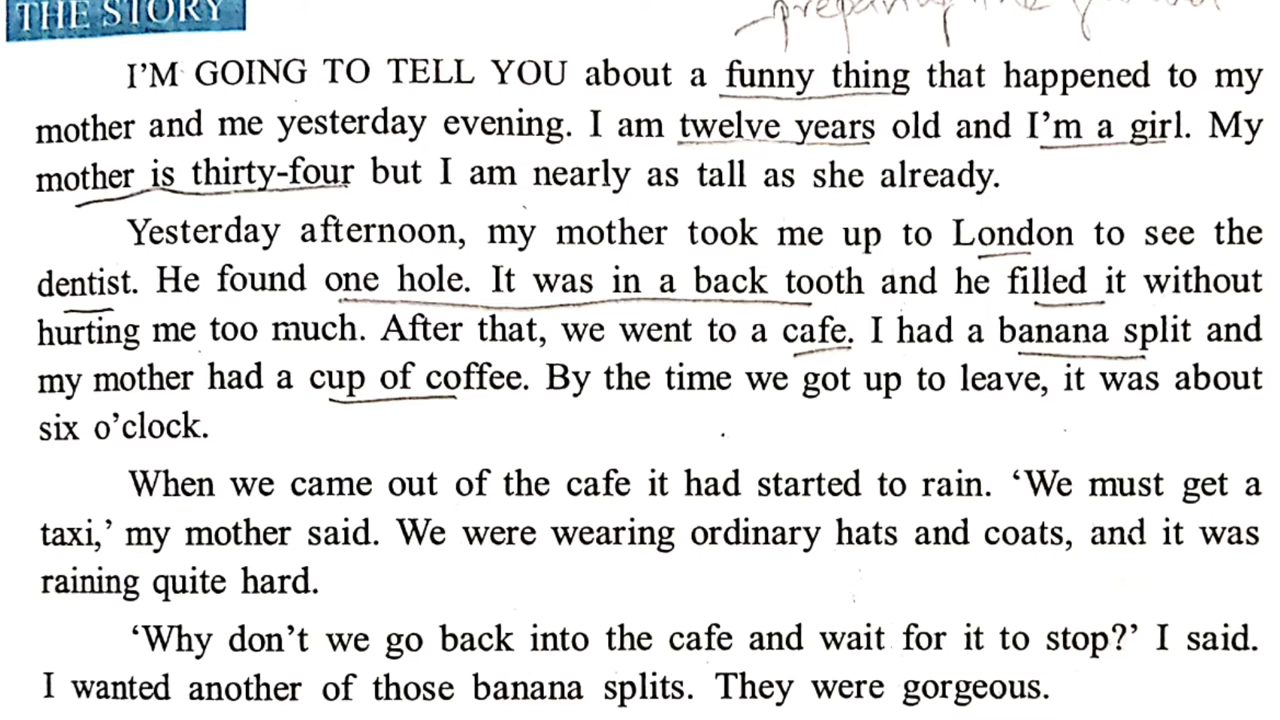 THE STORY
preparing the
I'M GOING TO TELL YOU about a funny thing that happened to my
mother and me yesterday evening. I am twelve years old and I'm a girl. My
mother is thirty-four but I am nearly as tall as she already.
Yesterday afternoon, my mother took me up to London to see the
dentist. He found one hole. It was in a back tooth and he filled it without
hurting me too much. After that, we went to a cafe. I had a banana split and
my mother had a cup of coffee. By the time we got up to leave, it was about
six o'clock.
When we came out of the cafe it had started to rain. ‘We must get a
taxi,’ my mother said. We were wearing ordinary hats and coats, and it was
raining quite hard.
‘Why don't we go back into the cafe and wait for it to stop?’ I said.
I wanted another of those banana splits. They were gorgeous.